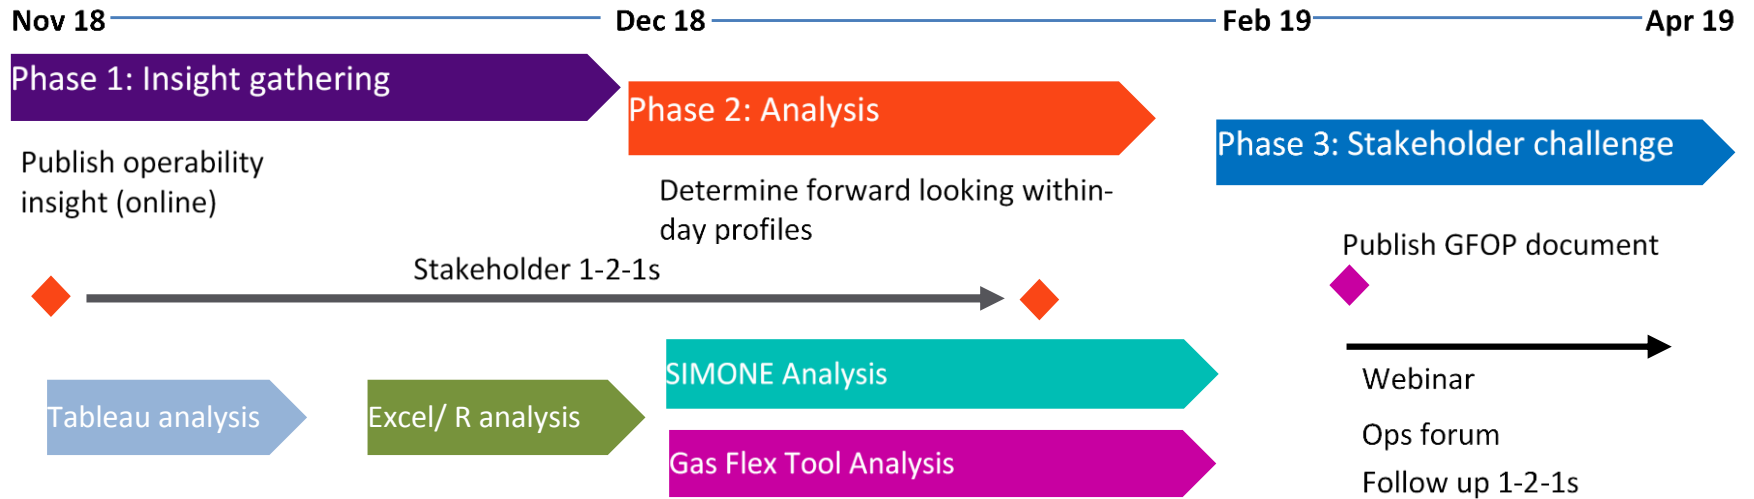 Nov 18
Dec 18
Feb 19
Apr 19
Phase 1: Insight gathering
Phase 2: Analysis
Phase 3: Stakeholder challenge
Publish operability
insight (online)
Determine forward looking within-
day profiles
Publish GFOP document
Stakeholder 1-2-1s
SIMONE Analysis
Webinar
Tableau analysis
Excel/ R analysis
Ops forum
Gas Flex Tool Analysis
Follow up 1-2-1s